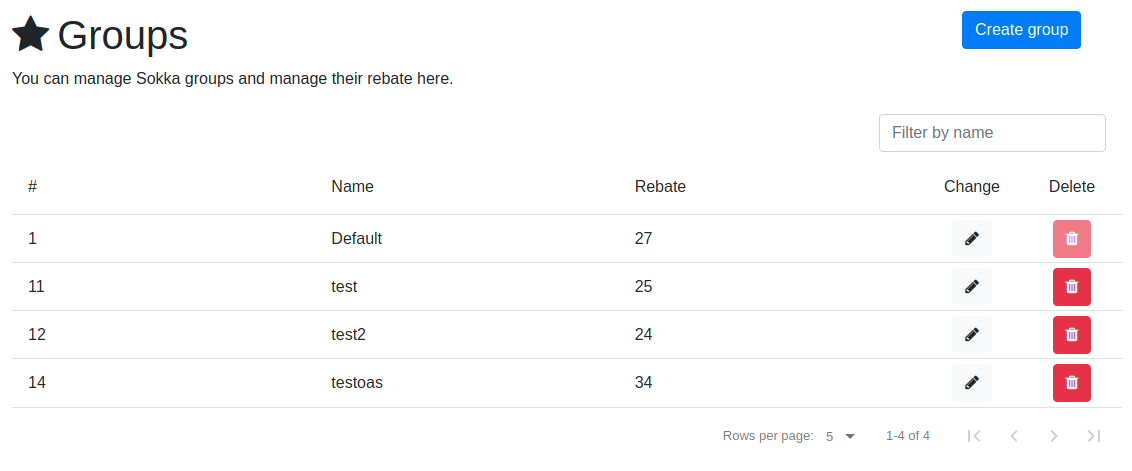 Groups
Create group
You can manage Sokka groups and manage their rebate here.
Filter by name
# Name Rebate Change Delete
1 Default 27
11 test 25
12 test2 24
14 testoas 34
Rows per page: 5 1-4 of 4